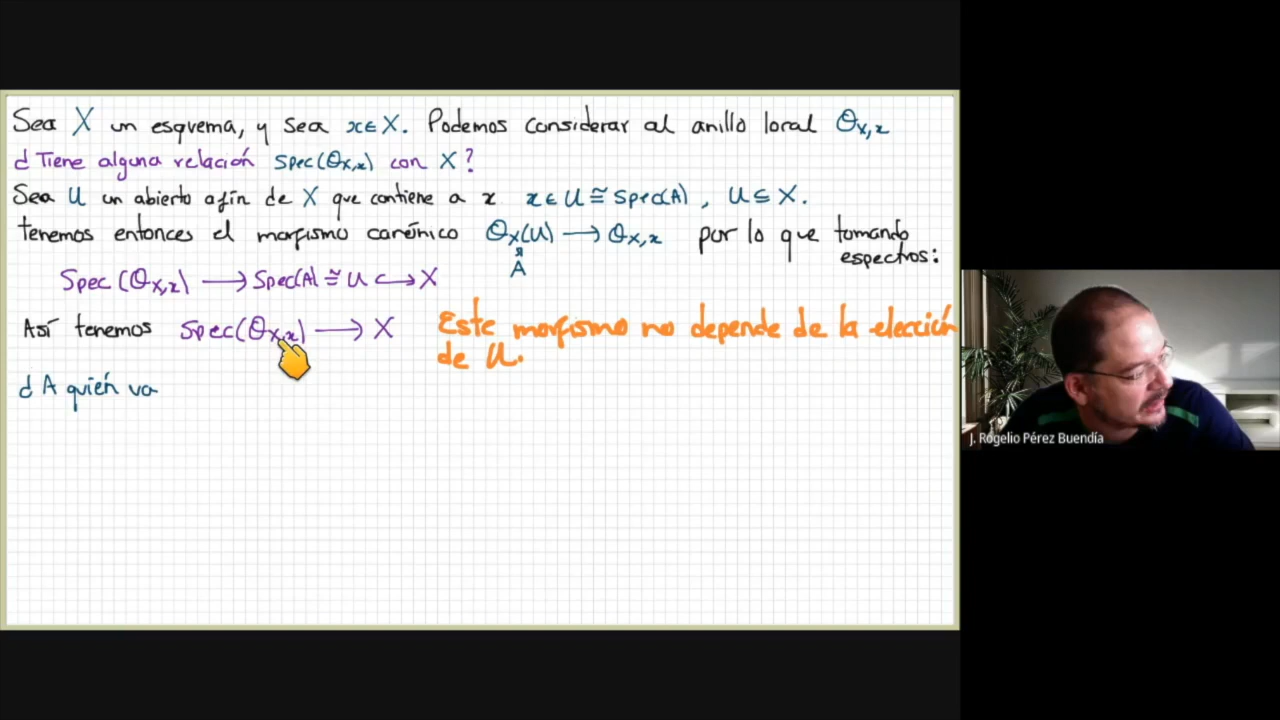 Sea X un esquema, y sea x∈X. Podemos considerar al anillo local 𝒪X,x
¿Tiene alguna relación Spec(𝒪X,x) con X?
Sea U un abierto afín de X que contiene a x x∈U≅Spec(A), U⊆X.
tenemos entonces el morfismo canónico 𝒪X(U)→𝒪X,x por lo que tomando
espectros:
A
Spec(𝒪X,x)→Spec(A)≅U↪X
Así tenemos Spec(𝒪X,x)→X Este morfismo no depende de la elección
de U.
¿A quién va
J. Rogelio Pérez Buendía